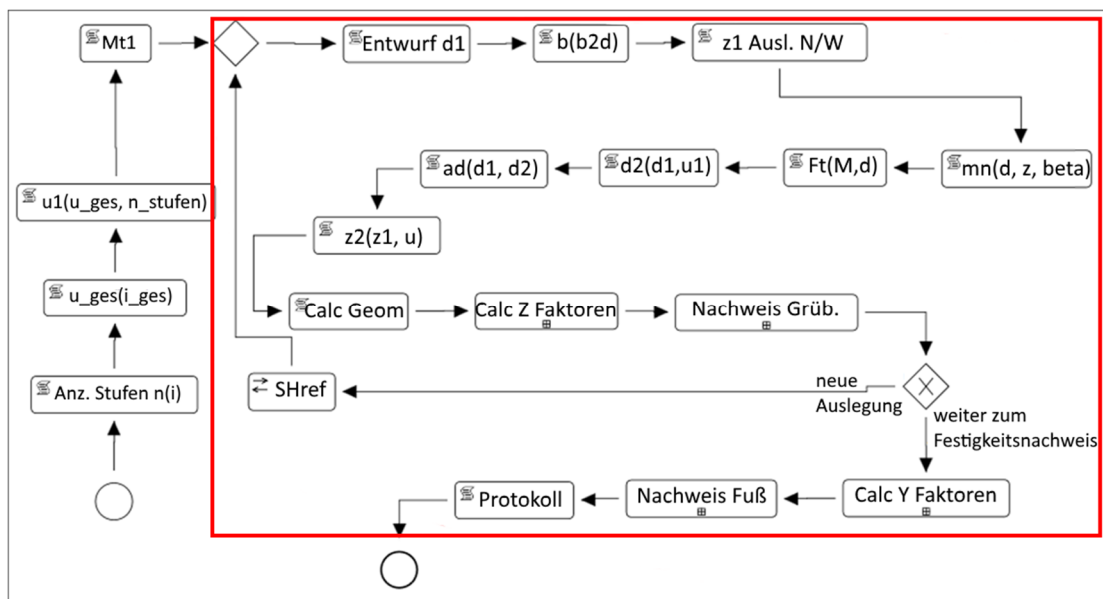 Mt1
Entwurf d1
b(b2d)
z1 Ausl. N/W
ad(d1, d2)
d2(d1,u1)
Ft(M,d)
mn(d, z, beta)
u1(u_ges, n_stufen)
z2(z1, u)
u_ges(i_ges)
Calc Geom
Calc Z Faktoren
Nachweis Grüb.
Anz. Stufen n(i)
SHref
neue
Auslegung
X
weiter zum
Festigkeitsnachweis
Protokoll
Nachweis Fuß
Calc Y Faktoren